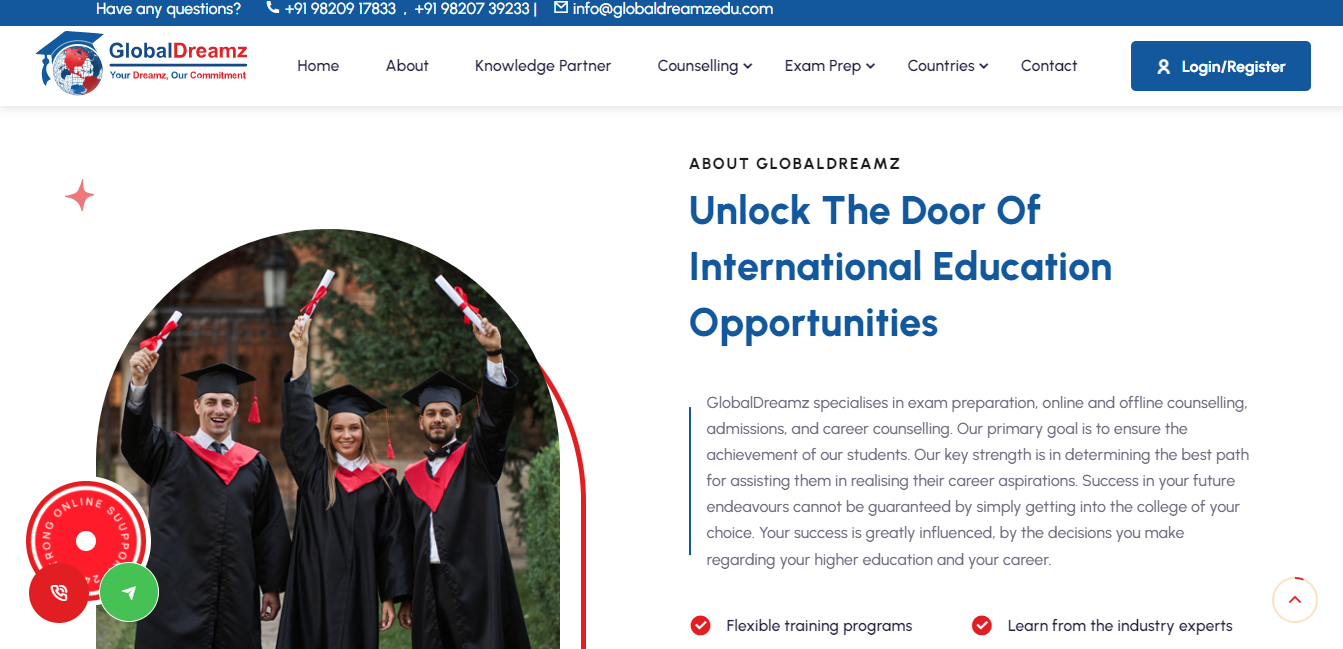 Have any questions? +91 98209 17833 , +91 98207 39233 | info@globaldreamzedu.com
GlobalDreamz
Your Dreamz, Our Commitment
Home About Knowledge Partner Counselling Exam Prep Countries Contact Login/Register
ABOUT GLOBALDREAMZ
Unlock The Door Of
International Education
Opportunities
GlobalDreamz specialises in exam preparation, online and offline counselling,
admissions, and career counselling. Our primary goal is to ensure the
achievement of our students. Our key strength is in determining the best path
for assisting them in realising their career aspirations. Success in your future
endeavours cannot be guaranteed by simply getting into the college of your
choice. Your success is greatly influenced, by the decisions you make
regarding your higher education and your career.
RONG ONLINE SUUPPOR
24
Flexible training programs Learn from the industry experts